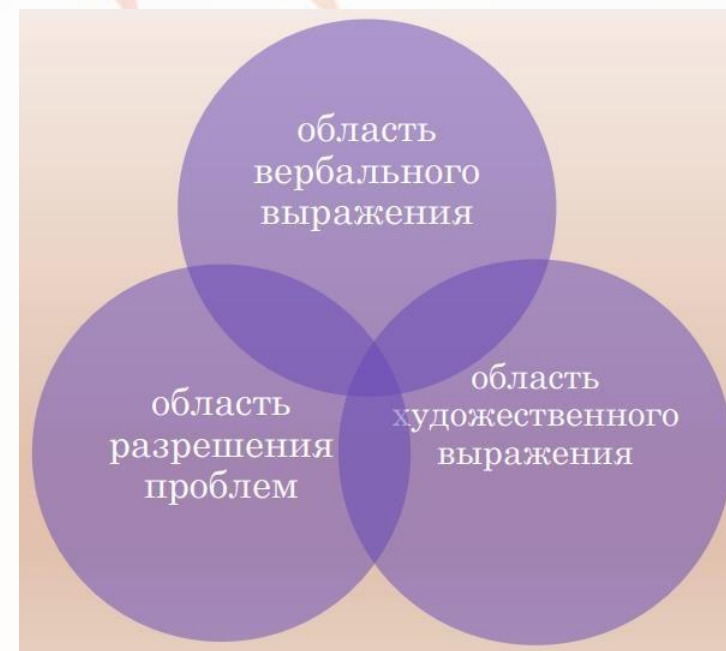 область
вербального
выражения
область
разрешения
проблем
область
художественного
выражения